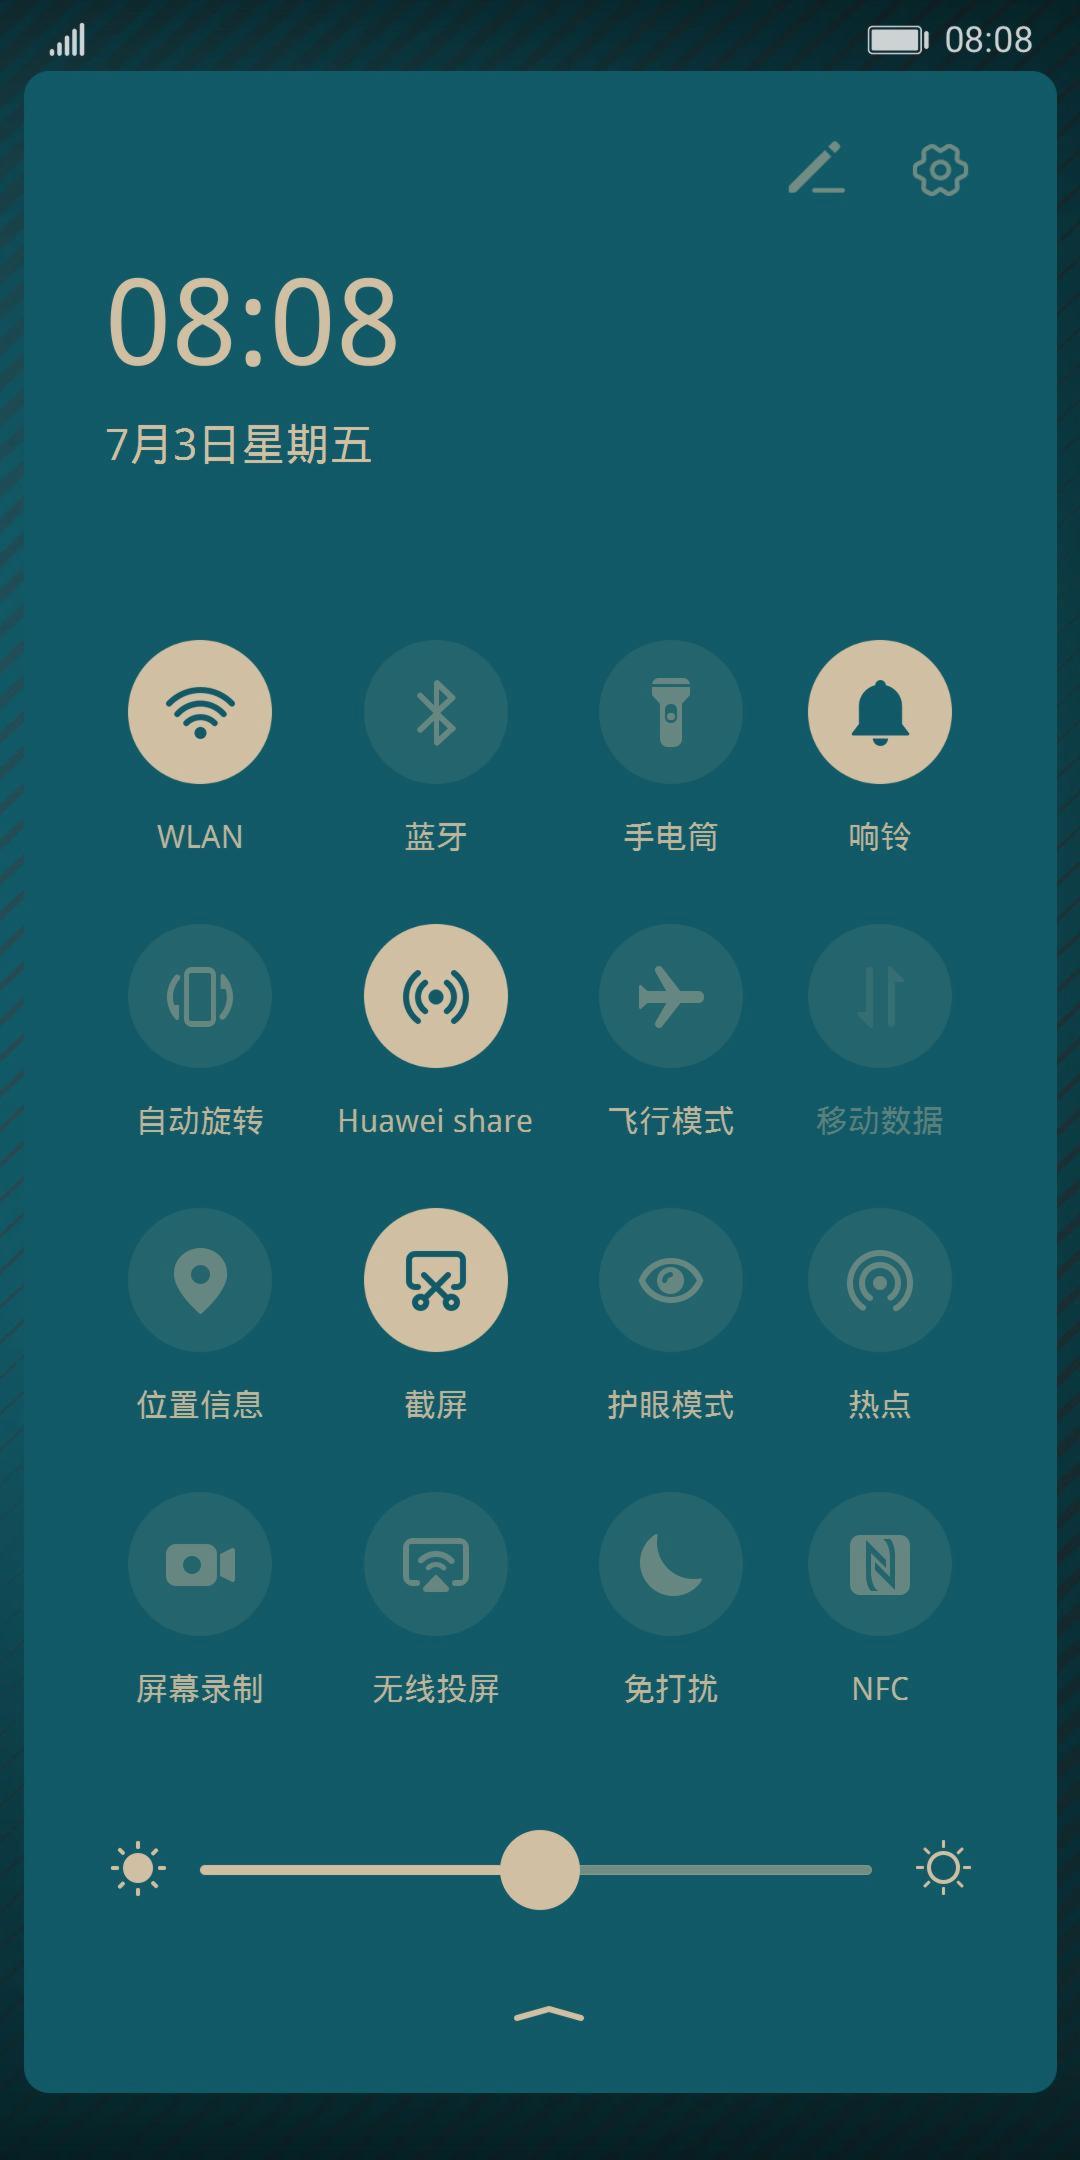 08:08
08:08
7月3日星期五
WLAN
蓝牙
手电筒
响铃
自动旋转
Huawei share
飞行模式
移动数据
位置信息
截屏
护眼模式
热点
屏幕录制
无线投屏
免打扰
NFC